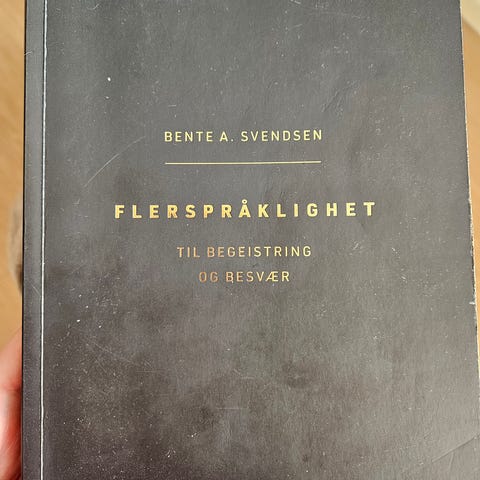 BENTE A. SVENDSEN
FLERSPRÅKLIGHET
TIL BEGEISTRING
OG BESVÆR